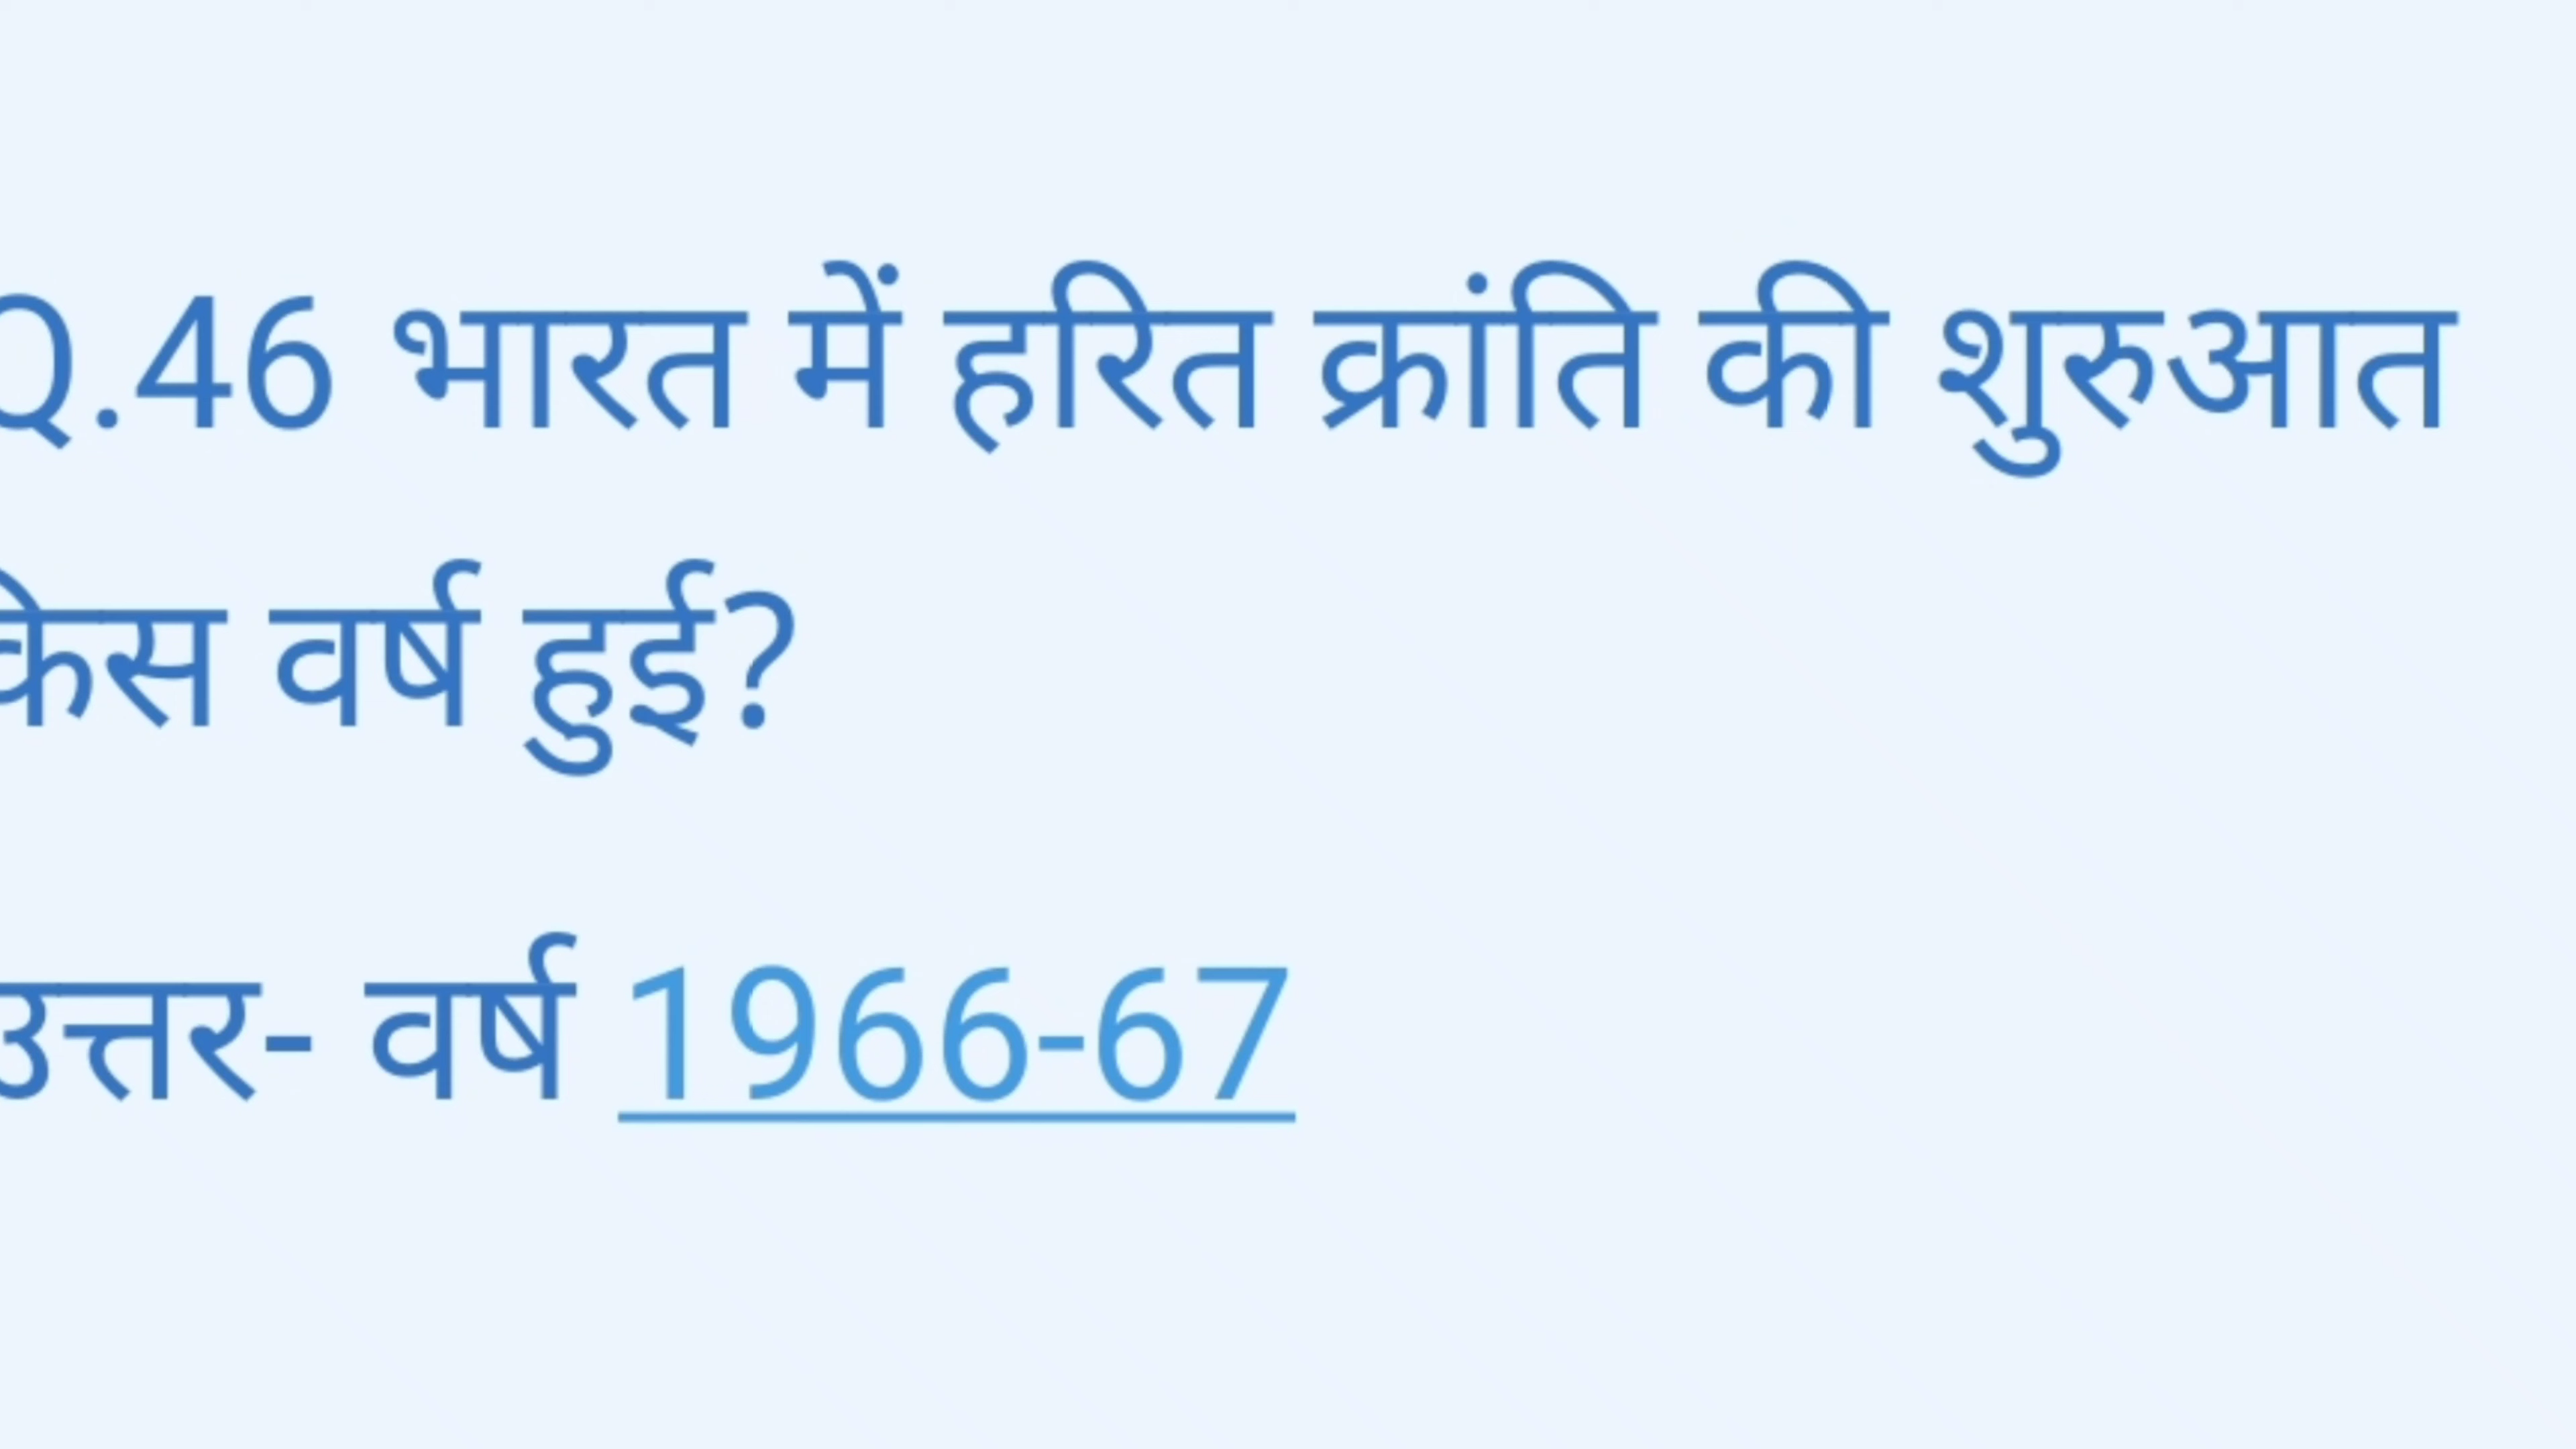 Q.46 भारत में हरित क्रांति की शुरुआत
किस वर्ष हुई?
उत्तर- वर्ष 1966-67